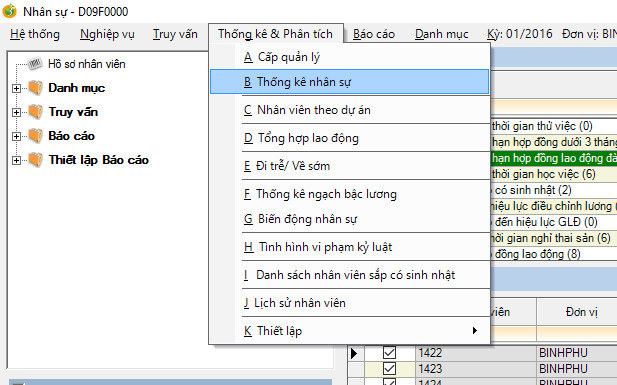 Nhân sự - D09F0000
Hệ thống Nghiệp vụ Truy vấn Thống kê & Phân tích Báo cáo Danh mục Kỳ: 01/2016 Đơn vị: BINHPHU
Hồ sơ nhân viên
Danh mục
Truy vấn
Báo cáo
Thiết lập Báo cáo
A Cấp quản lý
B Thống kê nhân sự
C Nhân viên theo dự án
D Tổng hợp lao động
E Đi trễ/ Về sớm
F Thống kê ngạch bậc lương
G Biến động nhân sự
H Tình hình vi phạm kỷ luật
I Danh sách nhân viên sắp có sinh nhật
J Lịch sử nhân viên
K Thiết lập
thời gian thử việc (0)
hạn hợp đồng dưới 3 tháng
hạn hợp đồng lao động
thời gian học việc (6)
có sinh nhật (2)
hiệu lực điều chỉnh lương
đến hiệu lực GLĐ (0)
thời gian nghỉ thai sản (6)
đồng lao động (8)
viên Đơn vị
1422 BINHPHU
1423 BINHPHU
1424 BINHPHU